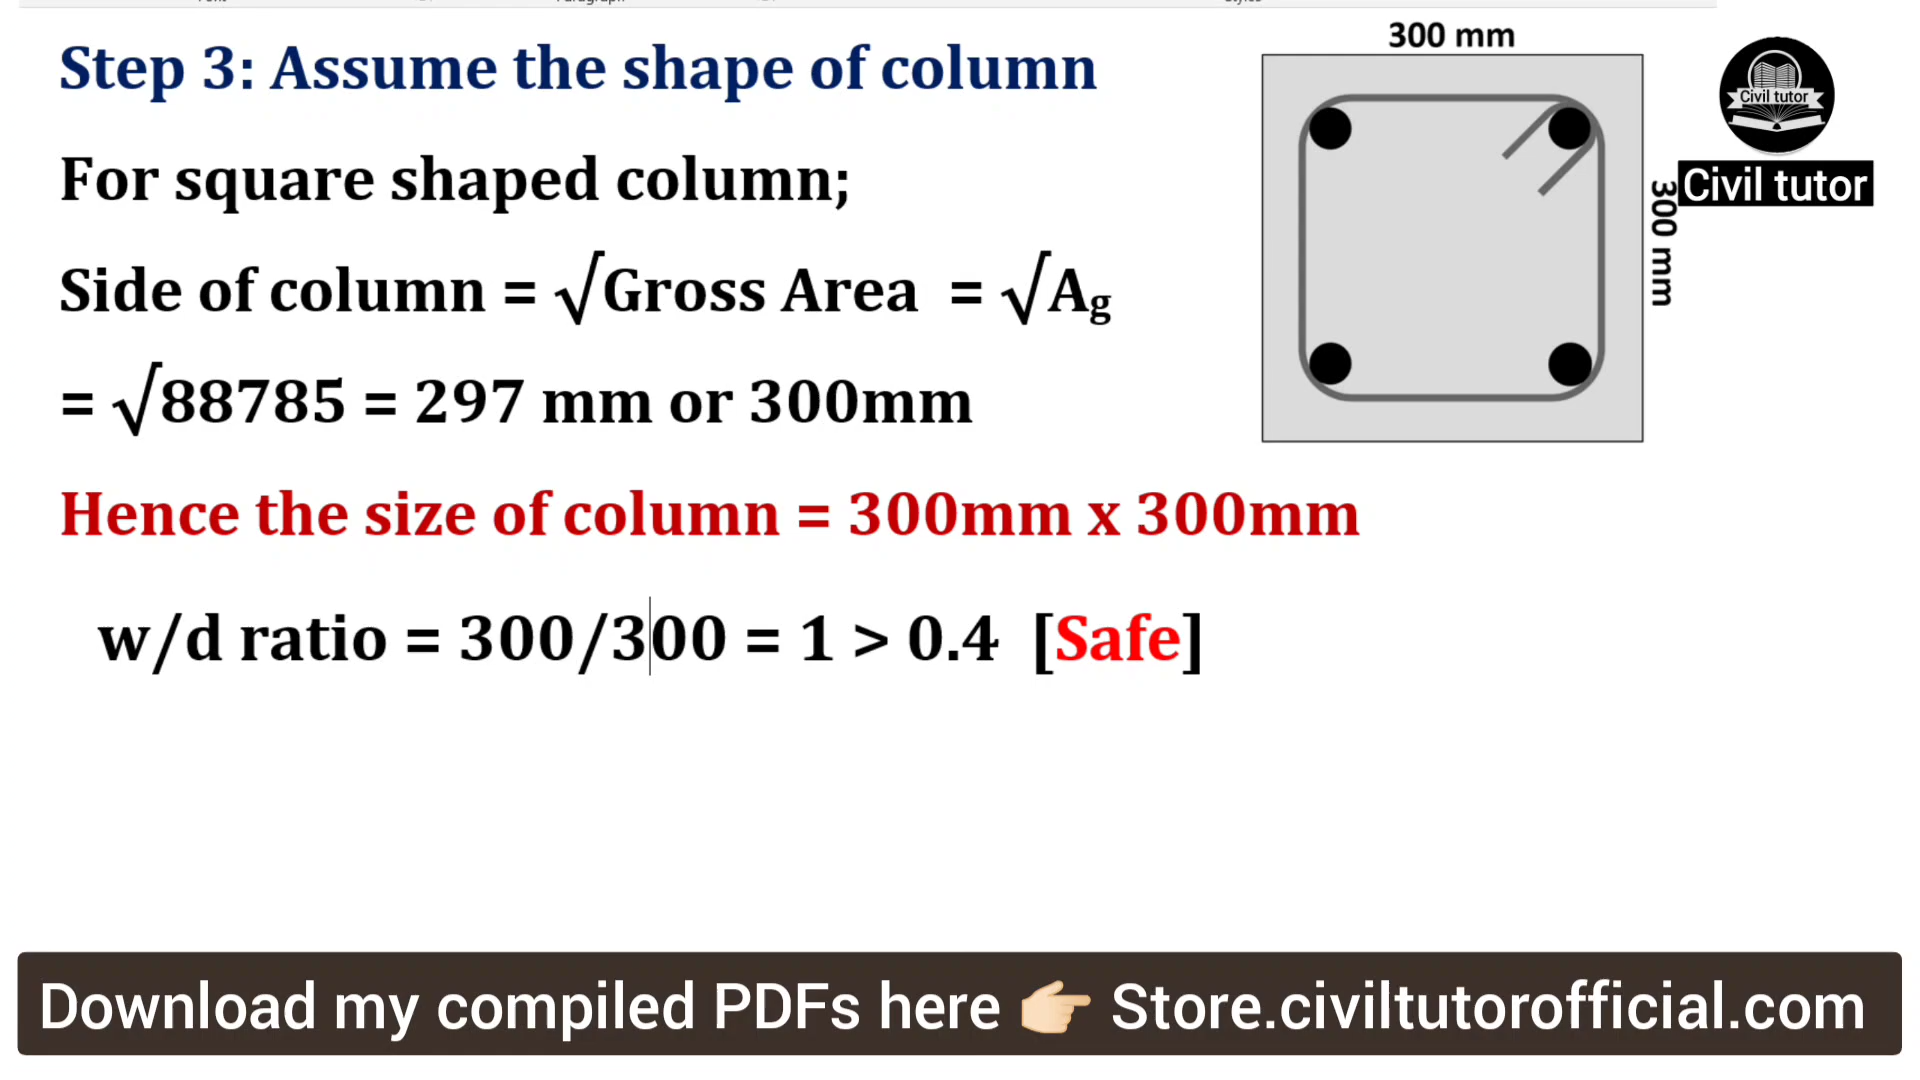 Step 3: Assume the shape of column
For square shaped column;
Side of column = √Gross Area = √Ag
= √88785 = 297 mm or 300mm
Hence the size of column = 300mm x 300mm
w/d ratio = 300/300 = 1 > 0.4 [Safe]
300 mm
300 mm
Civil tutor
Civil tutor
Download my compiled PDFs here 👉🏻 Store.civiltutorofficial.com